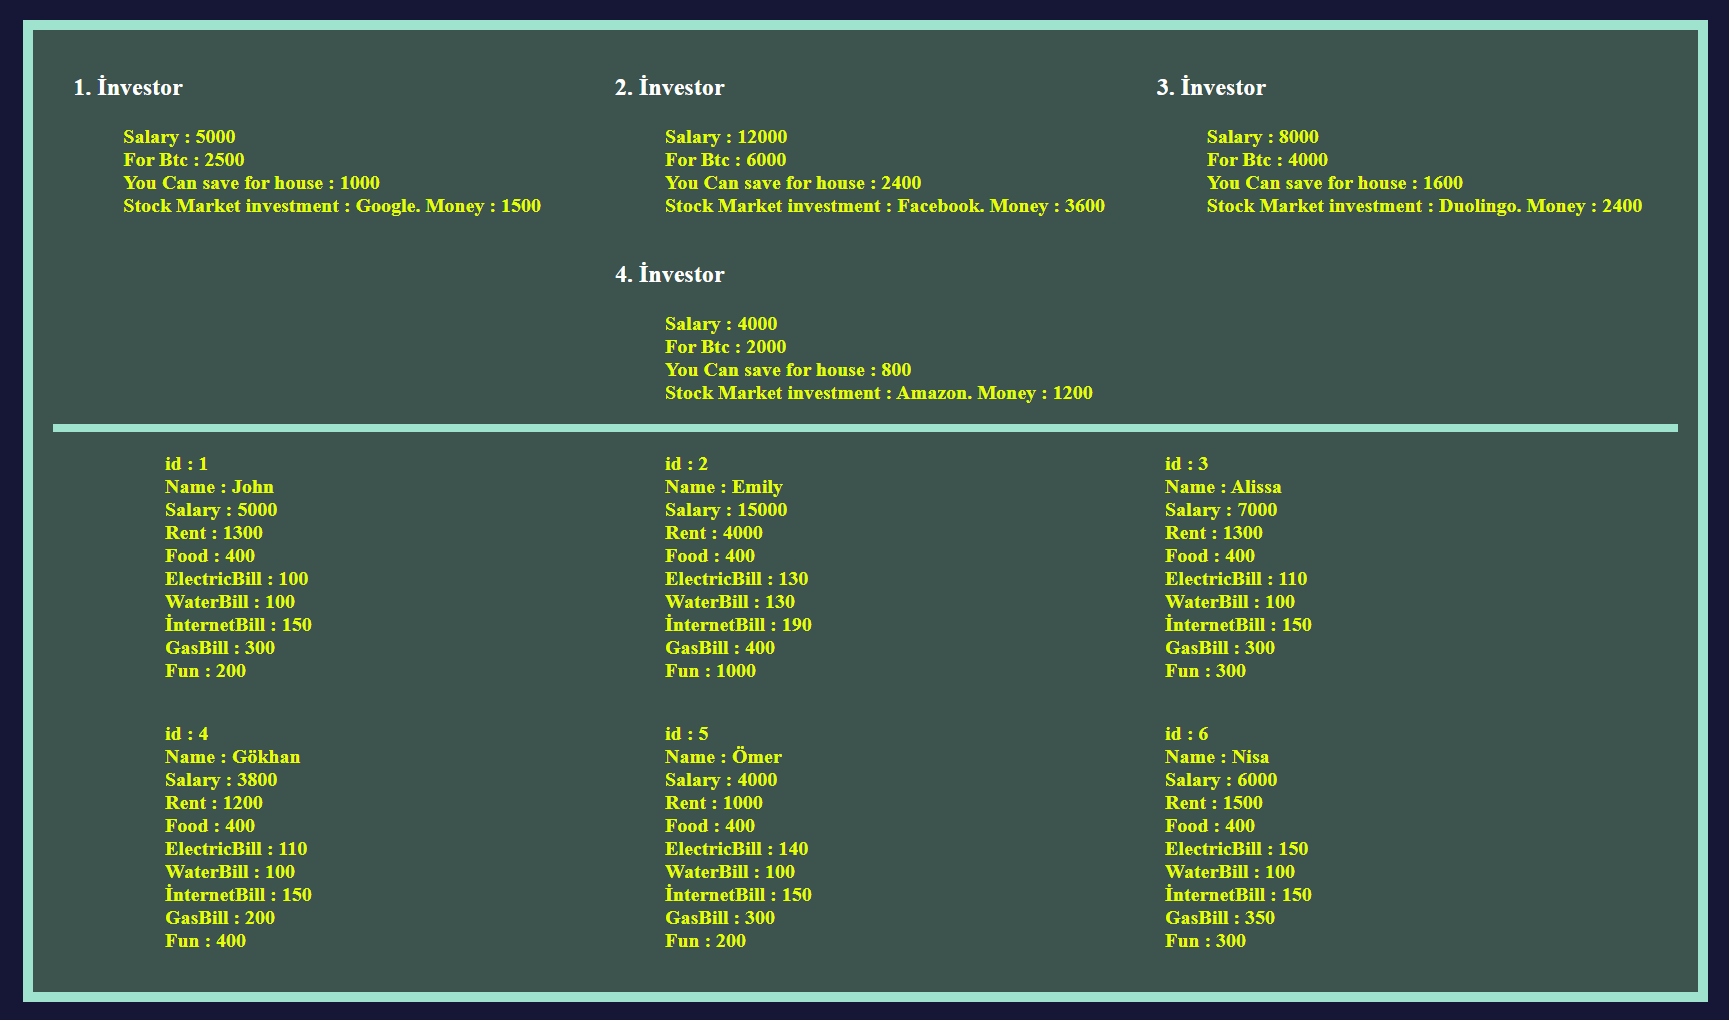 1. İnvestor
Salary : 5000
For Btc : 2500
You Can save for house : 1000
Stock Market investment : Google. Money : 1500
2. İnvestor
Salary : 12000
For Btc : 6000
You Can save for house : 2400
Stock Market investment : Facebook. Money : 3600
3. İnvestor
Salary : 8000
For Btc : 4000
You Can save for house : 1600
Stock Market investment : Duolingo. Money : 2400
4. İnvestor
Salary : 4000
For Btc : 2000
You Can save for house : 800
Stock Market investment : Amazon. Money : 1200
id : 1
Name : John
Salary : 5000
Rent : 1300
Food : 400
ElectricBill : 100
WaterBill : 100
İnternetBill : 150
GasBill : 300
Fun : 200
id : 2
Name : Emily
Salary : 15000
Rent : 4000
Food : 400
ElectricBill : 130
WaterBill : 130
İnternetBill : 190
GasBill : 400
Fun : 1000
id : 3
Name : Alissa
Salary : 7000
Rent : 1300
Food : 400
ElectricBill : 110
WaterBill : 100
İnternetBill : 150
GasBill : 300
Fun : 300
id : 4
Name : Gökhan
Salary : 3800
Rent : 1200
Food : 400
ElectricBill : 110
WaterBill : 100
İnternetBill : 150
GasBill : 200
Fun : 400
id : 5
Name : Ömer
Salary : 4000
Rent : 1000
Food : 400
ElectricBill : 140
WaterBill : 100
İnternetBill : 150
GasBill : 300
Fun : 200
id : 6
Name : Nisa
Salary : 6000
Rent : 1500
Food : 400
ElectricBill : 150
WaterBill : 100
İnternetBill : 150
GasBill : 350
Fun : 300